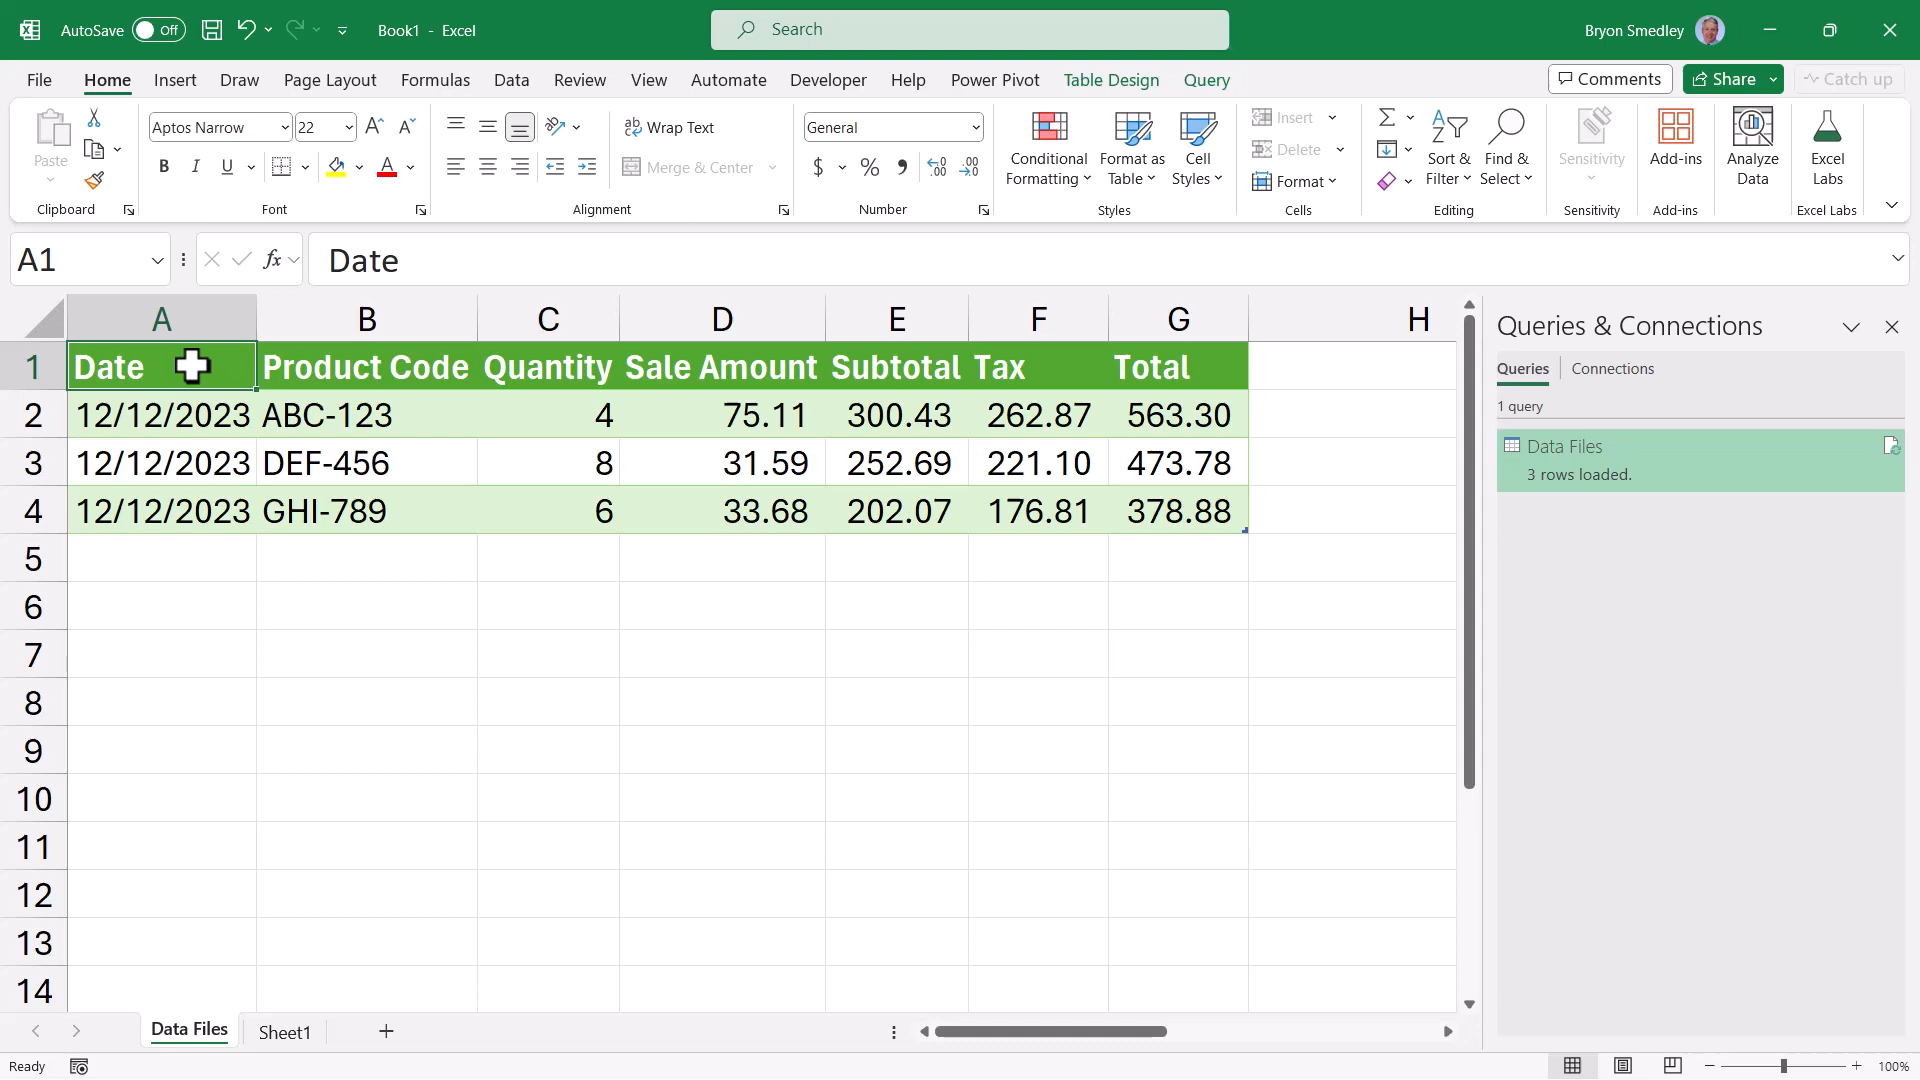 AutoSave Off Book1 - Excel Search Bryon Smedley
File Home Insert Draw Page Layout Formulas Data Review View Automate Developer Help Power Pivot Table Design Query Comments Share Catch up
Paste
Clipboard
Aptos Narrow 22
B I U
Font
ab Wrap Text
Merge & Center
Alignment
General
$ % 9 .00 .00
Number
Conditional Formatting
Format as Table
Cell Styles
Styles
Insert
Delete
Format
Cells
Sort & Filter
Find & Select
Editing
Sensitivity
Sensitivity
Add-ins
Add-ins
Analyze Data
Excel Labs
Excel Labs
A1 fx Date
A B C D E F G H
1 Date Product Code Quantity Sale Amount Subtotal Tax Total
2 12/12/2023 ABC-123 4 75.11 300.43 262.87 563.30
3 12/12/2023 DEF-456 8 31.59 252.69 221.10 473.78
4 12/12/2023 GHI-789 6 33.68 202.07 176.81 378.88
5
6
7
8
9
10
11
12
13
14
Queries & Connections
Queries Connections
1 query
Data Files
3 rows loaded.
Data Files Sheet1 +
Ready 100%